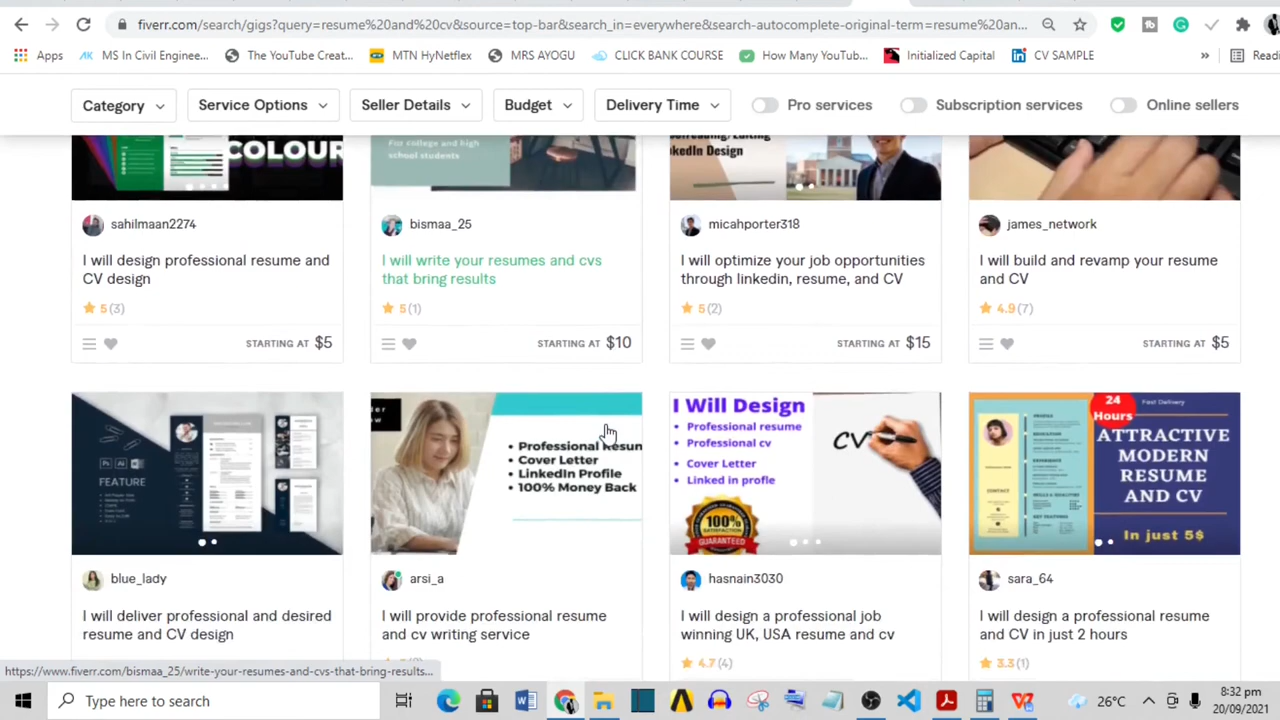 fiverr.com/search/gigs?query=resume%20and%20cv&source=top-bar&search_in=everywhere&search-autocomplete-original-term=resume%20an...
Apps
MS In Civil Enginee...
The YouTube Creat...
MTN HyNetflex
MRS AYOGU
CLICK BANK COURSE
How Many YouTub...
Initialized Capital
CV SAMPLE
»
Readi
Category
Service Options
Seller Details
Budget
Delivery Time
Pro services
Subscription services
Online sellers
COLOUR
For college and high
school students
kedIn Design
sahilmaan2274
bismaa_25
micahporter318
james_network
I will design professional resume and
CV design
I will write your resumes and cvs
that bring results
I will optimize your job opportunities
through linkedin, resume, and CV
I will build and revamp your resume
and CV
5 (3)
5 (1)
5 (2)
4.9 (7)
STARTING AT $5
STARTING AT $10
STARTING AT $15
STARTING AT $5
FEATURE
• Professional Resum
• Cover Letter
• LinkedIn Profile
• 100% Money Back
I Will Design
• Professional resume
• Professional cv
• Cover Letter
• Linked in profle
100%
SATISFACTION
GUARANTEED
CV
24
Hours
Fast Delivery
ATTRACTIVE
MODERN
RESUME
AND CV
In just 5$
blue_lady
arsi_a
hasnain3030
sara_64
I will deliver professional and desired
resume and CV design
I will provide professional resume
and cv writing service
I will design a professional job
winning UK, USA resume and cv
I will design a professional resume
and CV in just 2 hours
4.7 (4)
3.3 (1)
https://www.fiverr.com/bismaa_25/write-your-resumes-and-cvs-that-bring-results...
Type here to search
26°C
8:32 pm
20/09/2021